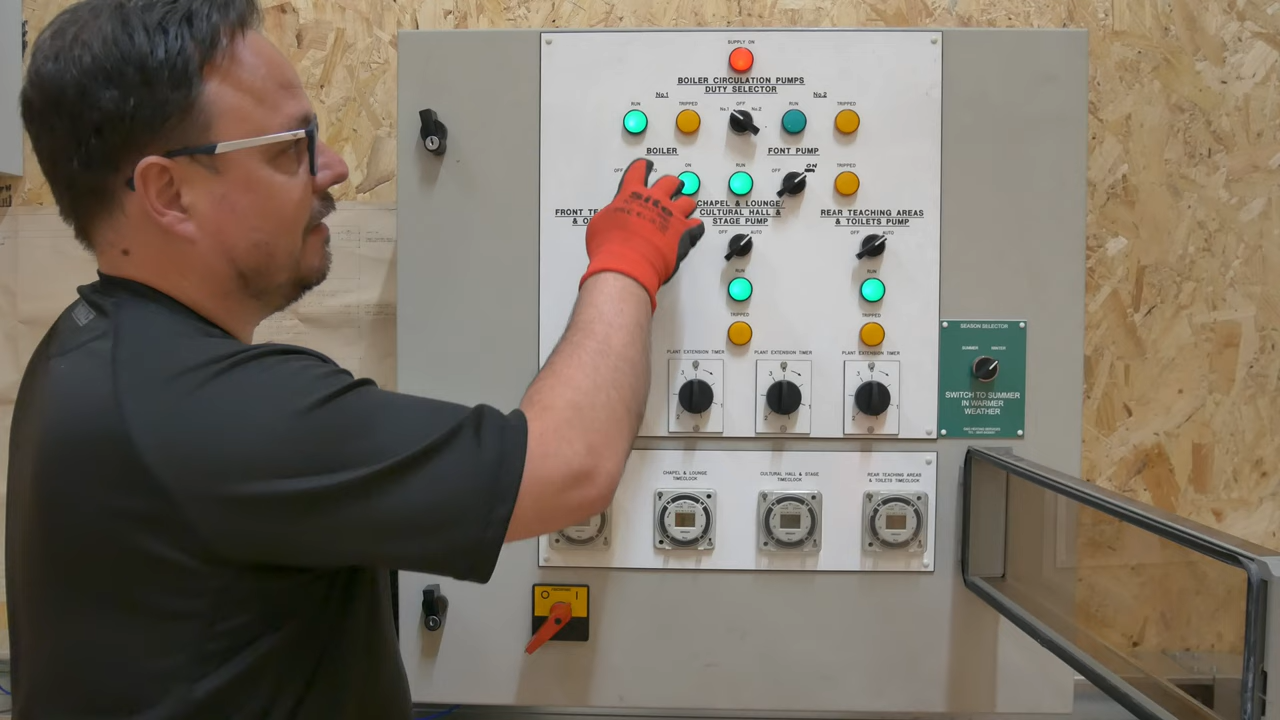 SUPPLY ON
BOILER CIRCULATION PUMPS
DUTY SELECTOR
No.1
No.2
RUN
TRIPPED
No.1
OFF
No.2
RUN
TRIPPED
BOILER
FONT PUMP
OFF
ON
RUN
OFF
ON
TRIPPED
FRONT TE
& O
CHAPEL & LOUNGE/
CULTURAL HALL &
STAGE PUMP
REAR TEACHING AREAS
& TOILETS PUMP
OFF
AUTO
OFF
AUTO
RUN
RUN
TRIPPED
TRIPPED
PLANT EXTENSION TIMER
PLANT EXTENSION TIMER
PLANT EXTENSION TIMER
SEASON SELECTOR
SUMMER
WINTER
SWITCH TO SUMMER
IN WARMER
WEATHER
CHAPEL & LOUNGE
TIMECLOCK
CULTURAL HALL & STAGE
TIMECLOCK
REAR TEACHING AREAS
& TOILETS TIMECLOCK
O I
Site